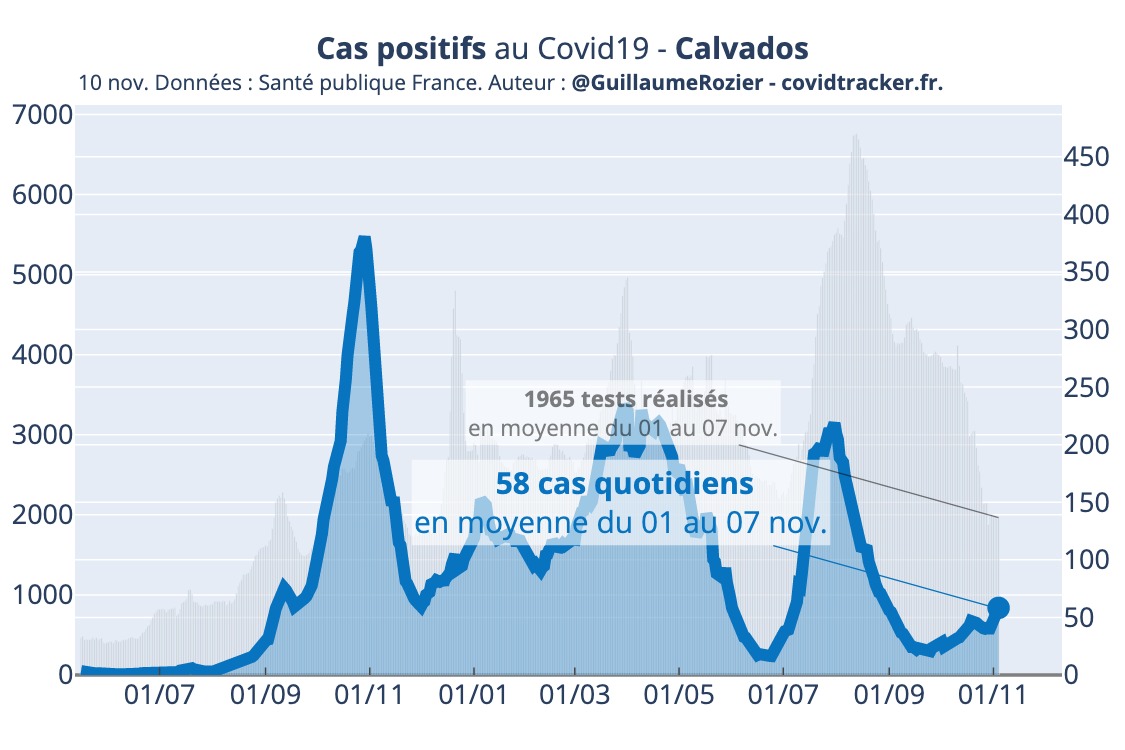 Cas positifs au Covid19 - Calvados
10 nov. Données : Santé publique France. Auteur : @GuillaumeRozier - covidtracker.fr.
7000
6000
5000
4000
3000
2000
1000
0
450
400
350
300
250
200
150
100
50
0
1965 tests réalisés
en moyenne du 01 au 07 nov.
58 cas quotidiens
en moyenne du 01 au 07 nov.
01/07 01/09 01/11 01/01 01/03 01/05 01/07 01/09 01/11